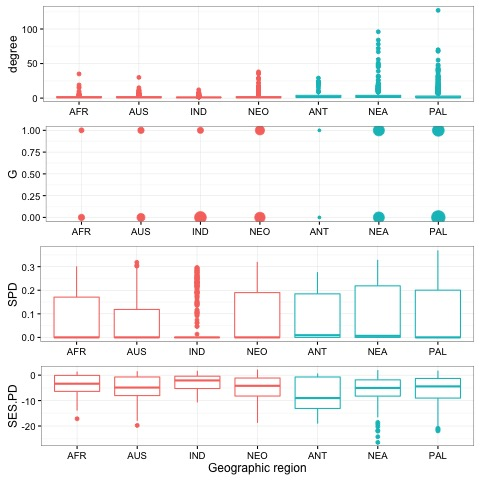 degree
100
50
0
AFR AUS IND NEO ANT NEA PAL
G
1.00
0.75
0.50
0.25
0.00
AFR AUS IND NEO ANT NEA PAL
SPD
0.3
0.2
0.1
0.0
AFR AUS IND NEO ANT NEA PAL
SES.PD
0
-10
-20
AFR AUS IND NEO ANT NEA PAL
Geographic region